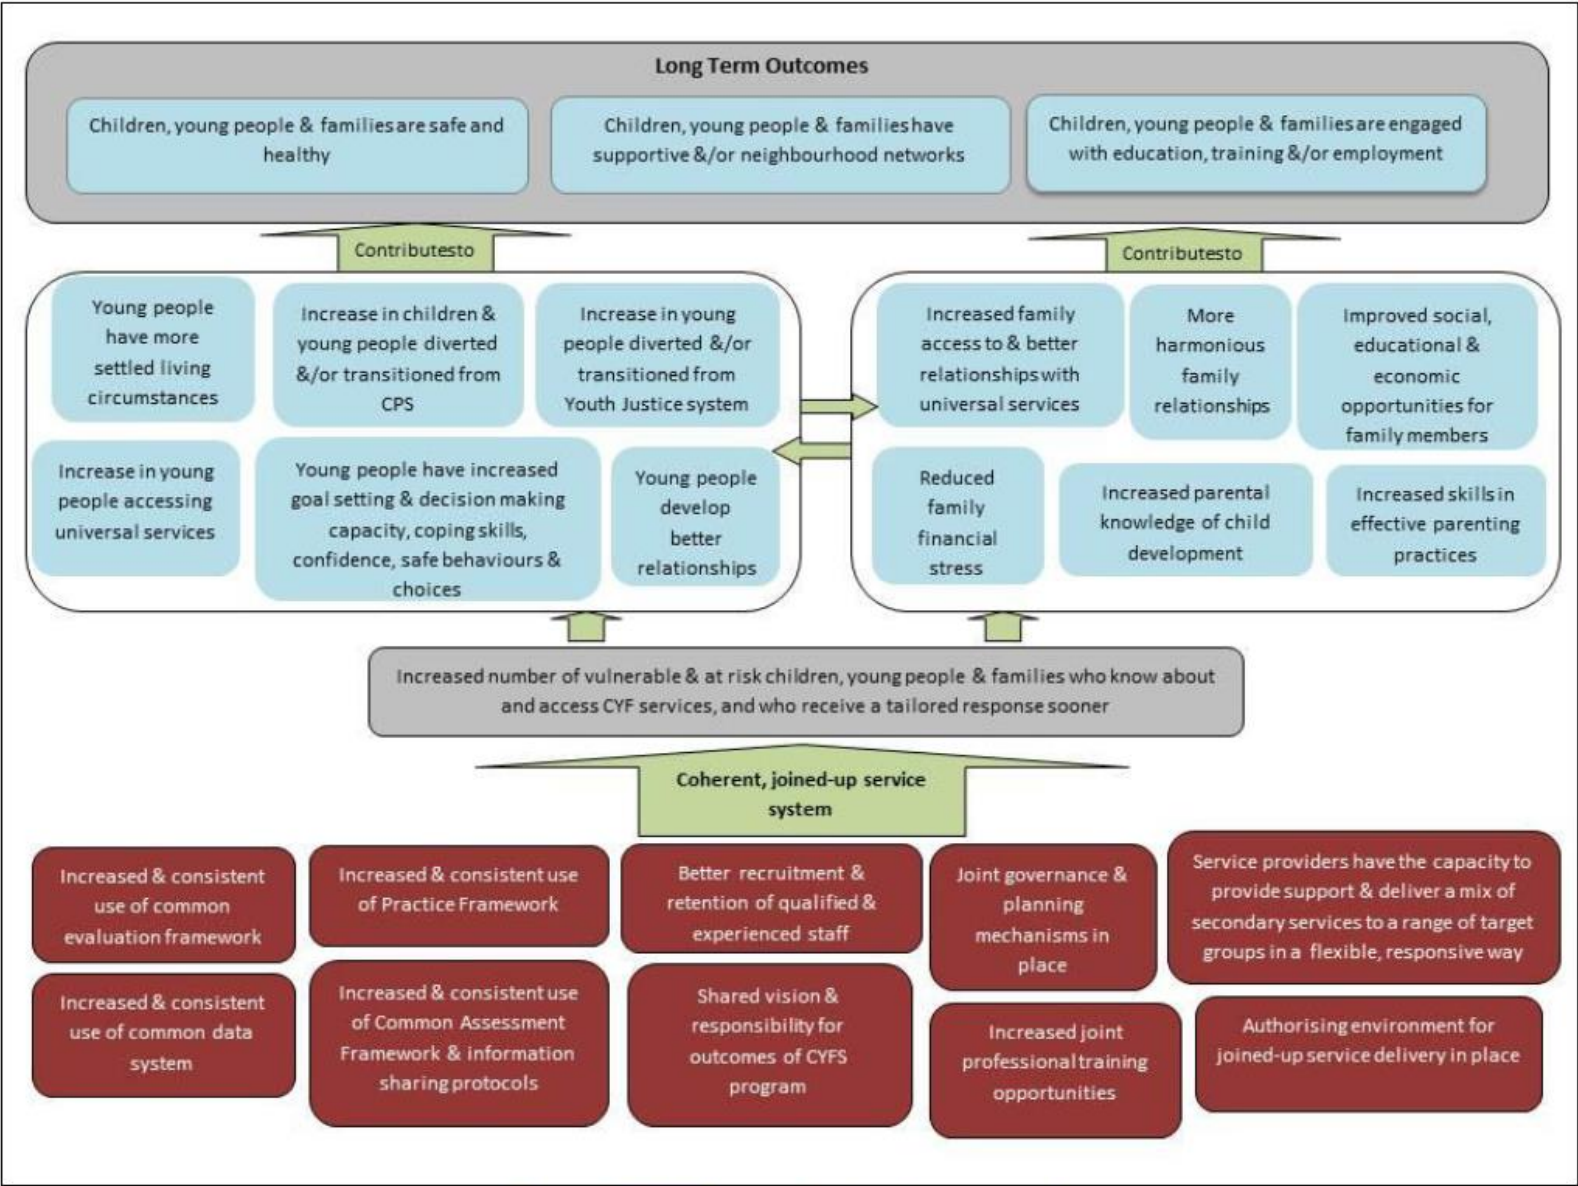 Long Term Outcomes
Children, young people & familiesare safe and
healthy
Children, young people & familieshave
supportive &/or neighbourhood networks
Children, young people & familiesare engaged
with education, training &/or employment
Contributesto
Contributesto
Young people
have more
settled living
circumstances
Increase in children &
young people diverted
&/or transitioned from
CPS
Increase in young
people diverted &/or
transitioned from
Youth Justice system
Increase in young
people accessing
universal services
Young people have increased
goal setting & decision making
capacity, coping skills,
confidence, safe behaviours &
choices
Young people
develop
better
relationships
Increased family
access to & better
relationshipswith
universal services
More
harmonious
family
relationships
Improved social,
educational &
economic
opportunities for
family members
Reduced
family
financial
stress
Increased parental
knowledge of child
development
Increased skills in
effective parenting
practices
Increased number of vulnerable & at risk children, young people & families who know about
and access CYF services, and who receive a tailored response sooner
Coherent, joined-up service
system
Increased & consistent
use of common
evaluation framework
Increased & consistent use
of Practice Framework
Better recruitment &
retention of qualified &
experienced staff
Joint governance &
planning
mechanisms in
place
Service providers have the capacity to
provide support & deliver a mix of
secondary services to a range of target
groups in a flexible, responsive way
Increased & consistent
use of common data
system
Increased & consistent use
of Common Assessment
Framework & information
sharing protocols
Shared vision &
responsibility for
outcomes of CYFS
program
Increased joint
professional training
opportunities
Authorising environment for
joined-up service delivery in place